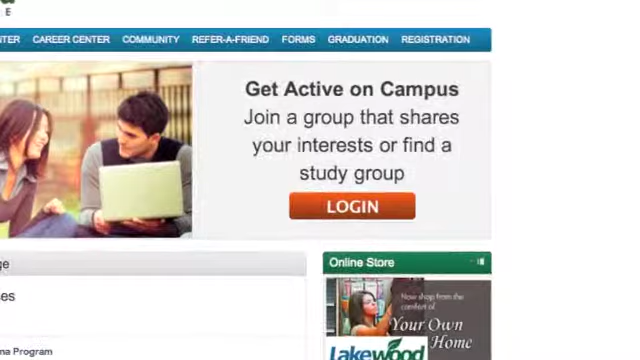 E
CAREER CENTER COMMUNITY REFER-A-FRIEND FORMS GRADUATION REGISTRATION
Get Active on Campus
Join a group that shares
your interests or find a
study group
LOGIN
Online Store
Now shop from the
comfort of
Your Own
Home
Lakewood
Program